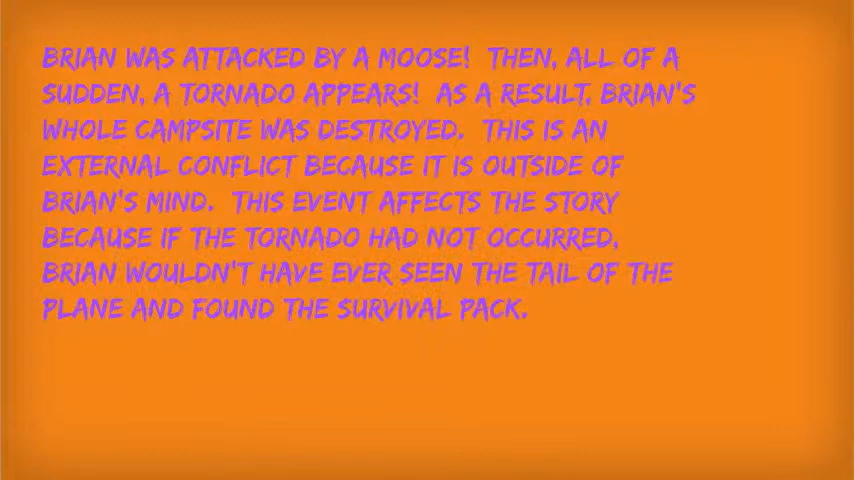 BRIAN WAS ATTACKED BY A MOOSE! THEN, ALL OF A
SUDDEN, A TORNADO APPEARS! AS A RESULT, BRIAN'S
WHOLE CAMPSITE WAS DESTROYED. THIS IS AN
EXTERNAL CONFLICT BECAUSE IT IS OUTSIDE OF
BRIAN'S MIND. THIS EVENT AFFECTS THE STORY
BECAUSE IF THE TORNADO HAD NOT OCCURRED,
BRIAN WOULDN'T HAVE EVER SEEN THE TAIL OF THE
PLANE AND FOUND THE SURVIVAL PACK.